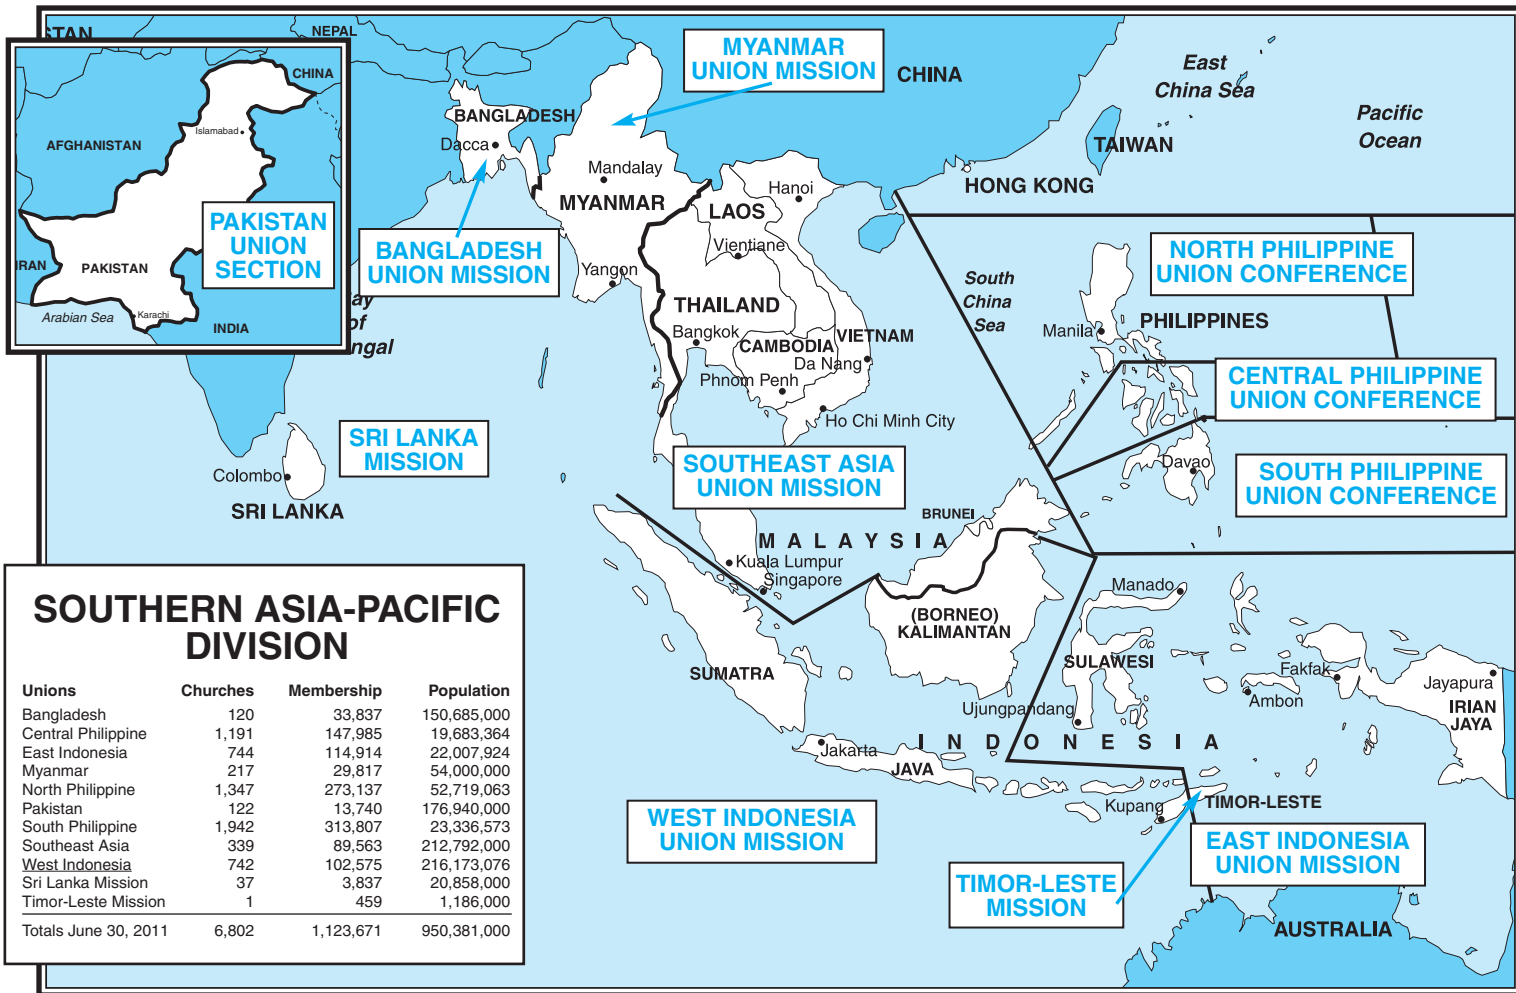 STAN
NEPAL
CHINA
Islamabad
AFGHANISTAN
PAKISTAN
UNION
SECTION
IRAN
PAKISTAN
Arabian Sea
Karachi
INDIA
ay
of
ngal
MYANMAR
UNION MISSION
CHINA
East
China Sea
Pacific
Ocean
BANGLADESH
Dacca
TAIWAN
Mandalay
HONG KONG
Hanoi
MYANMAR
LAOS
BANGLADESH
UNION MISSION
Vientiane
Yangon
NORTH PHILIPPINE
UNION CONFERENCE
South
China
Sea
THAILAND
Manila
PHILIPPINES
Bangkok
CAMBODIA
VIETNAM
Da Nang
Phnom Penh
CENTRAL PHILIPPINE
UNION CONFERENCE
Ho Chi Minh City
SRI LANKA
MISSION
SOUTHEAST ASIA
UNION MISSION
Davao
SOUTH PHILIPPINE
UNION CONFERENCE
Colombo
SRI LANKA
BRUNEI
MALAYSIA
Kuala Lumpur
Singapore
Manado
(BORNEO)
KALIMANTAN
SUMATRA
SULAWESI
Fakfak
Jayapura
Ambon
IRIAN
JAYA
Ujungpandang
INDONESIA
Jakarta
JAVA
Kupang
TIMOR-LESTE
WEST INDONESIA
UNION MISSION
EAST INDONESIA
UNION MISSION
TIMOR-LESTE
MISSION
AUSTRALIA
SOUTHERN ASIA-PACIFIC
DIVISION
Unions Churches Membership Population
Bangladesh 120 33,837 150,685,000
Central Philippine 1,191 147,985 19,683,364
East Indonesia 744 114,914 22,007,924
Myanmar 217 29,817 54,000,000
North Philippine 1,347 273,137 52,719,063
Pakistan 122 13,740 176,940,000
South Philippine 1,942 313,807 23,336,573
Southeast Asia 339 89,563 212,792,000
West Indonesia 742 102,575 216,173,076
Sri Lanka Mission 37 3,837 20,858,000
Timor-Leste Mission 1 459 1,186,000
Totals June 30, 2011 6,802 1,123,671 950,381,000